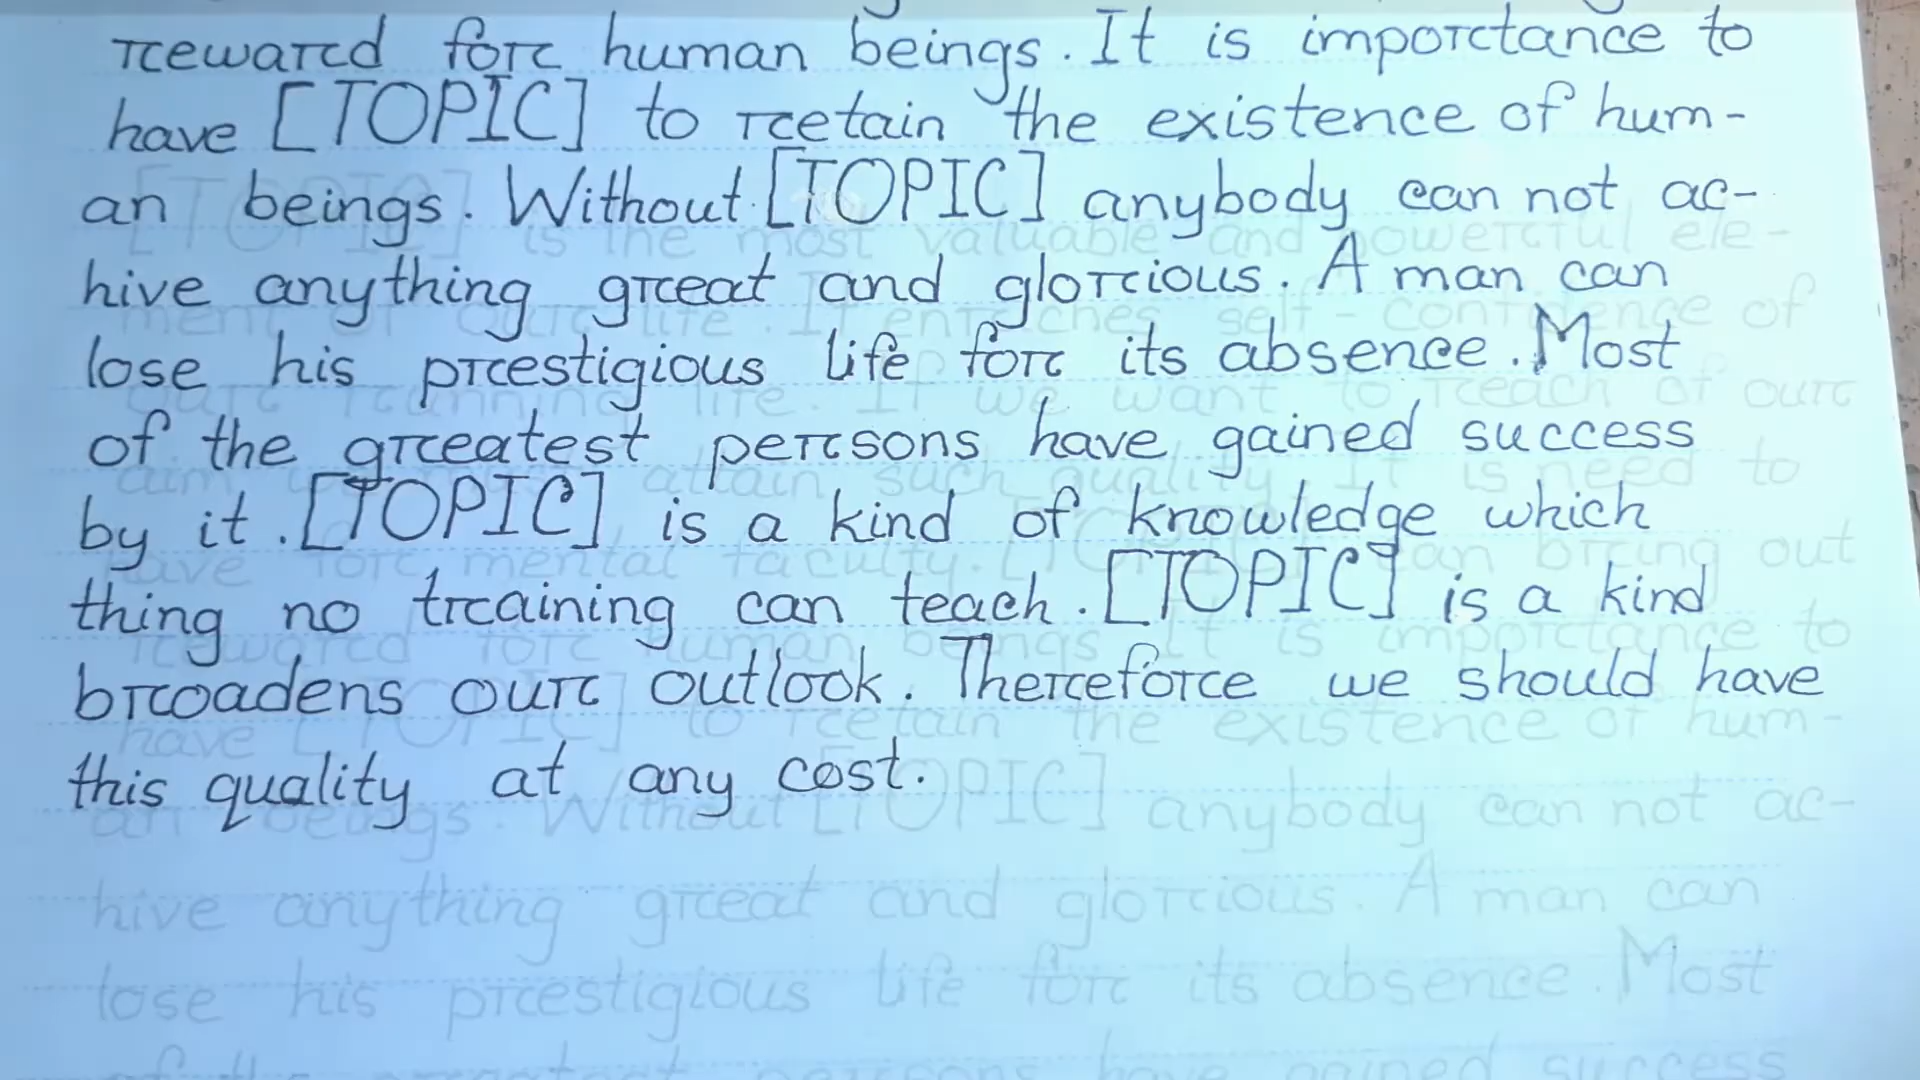 reward for human beings. It is importance to
have [TOPIC] to retain the existence of hum-
an beings. Without [TOPIC] anybody can not ac-
hive anything great and glorious. A man can
lose his prestigious life for its absence. Most
of the greatest persons have gained success
by it. [TOPIC] is a kind of knowledge which
thing no training can teach. [TOPIC] is a kind
broadens our outlook. Therefore we should have
this quality at any cost.